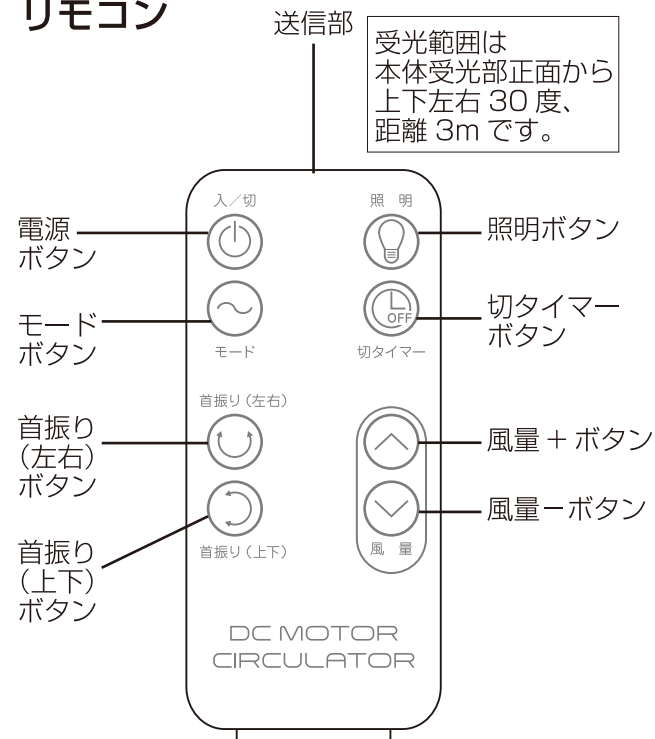 リモコン
送信部
受光範囲は
本体受光部正面から
上下左右 30 度、
距離 3m です。
入／切
照　明
電源
ボタン
照明ボタン
モード
ボタン
OFF
切タイマー
ボタン
モード
切タイマー
首振り（左右）
首振り
（左右）
ボタン
風量 + ボタン
風量－ボタン
首振り
（上下）
ボタン
首振り（上下）
風　量
DC MOTOR
CIRCULATOR